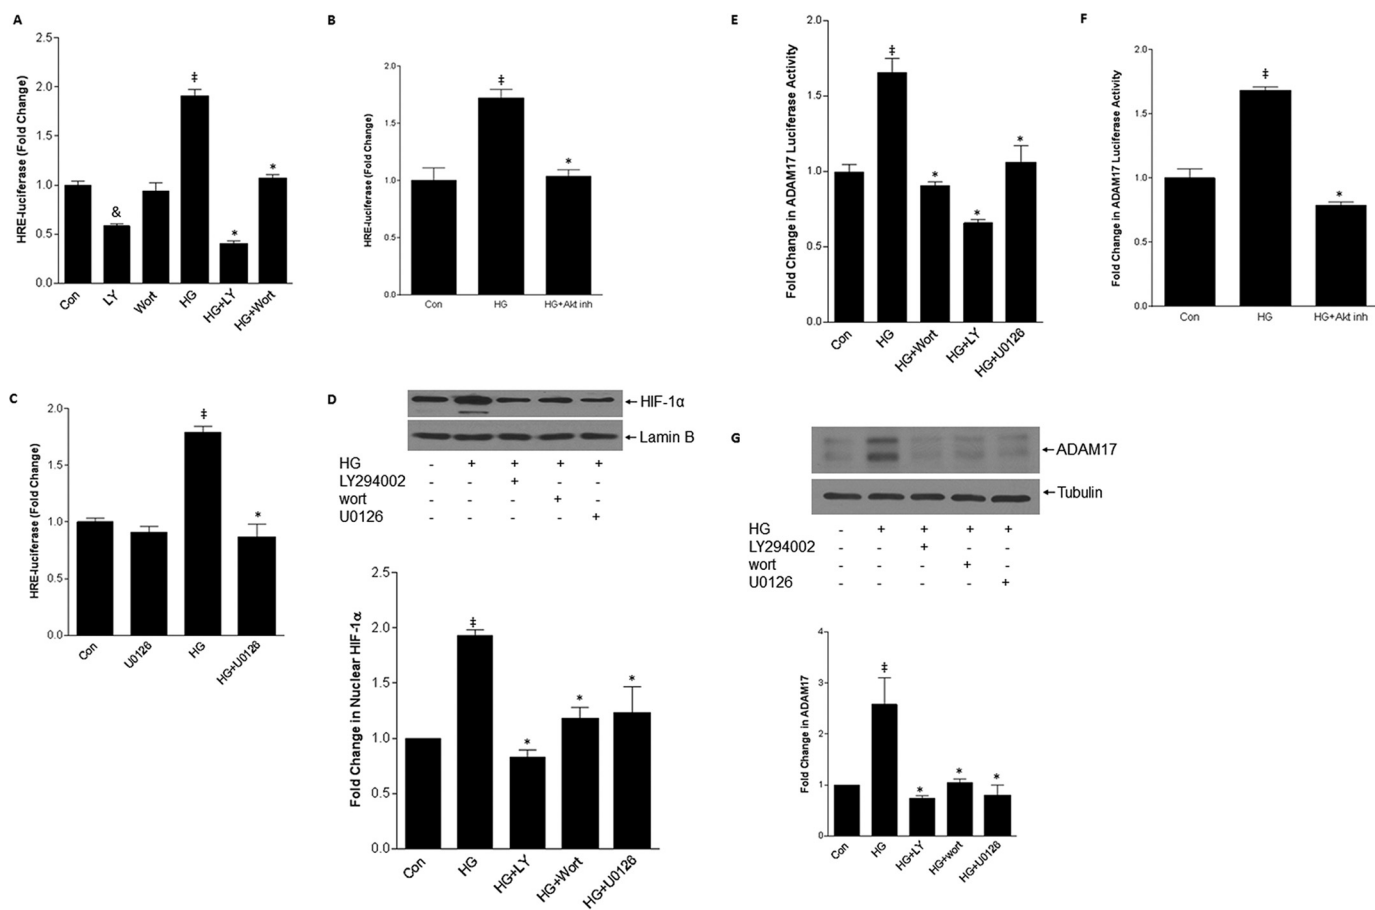 A
HRE-luciferase (Fold Change)
2.5
2.0
1.5
1.0
0.5
0.0
&
‡
*
*
Con
LY
Wort
HG
HG+LY
HG+Wort
B
HRE-luciferase (Fold Change)
2.0
1.5
1.0
0.5
0.0
‡
*
Con
HG
HG+Akt inh
E
Fold Change in ADAM17 Luciferase Activity
2.0
1.5
1.0
0.5
0.0
‡
*
*
*
Con
HG
HG+Wort
HG+LY
HG+U0126
F
Fold Change in ADAM17 Luciferase Activity
2.0
1.5
1.0
0.5
0.0
‡
*
Con
HG
HG+Akt inh
C
HRE-luciferase (Fold Change)
2.0
1.5
1.0
0.5
0.0
‡
*
Con
U0126
HG
HG+U0126
D
HIF-1α
Lamin B
HG - + + + +
LY294002 - - + - -
wort - - - + -
U0126 - - - - +
Fold Change in Nuclear HIF-1α
2.5
2.0
1.5
1.0
0.5
0.0
‡
*
*
*
Con
HG
HG+LY
HG+Wort
HG+U0126
G
ADAM17
Tubulin
HG - + + + +
LY294002 - - + - -
wort - - - + -
U0126 - - - - +
Fold Change in ADAM17
4
3
2
1
0
‡
*
*
*
Con
HG
HG+LY
HG+wort
HG+U0126